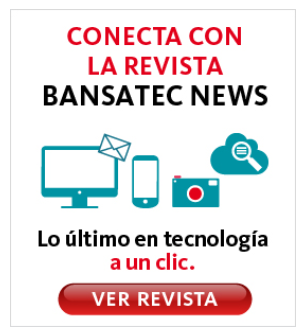 CONECTA CON
LA REVISTA
BANSATEC NEWS
Lo último en tecnología
a un clic.
VER REVISTA